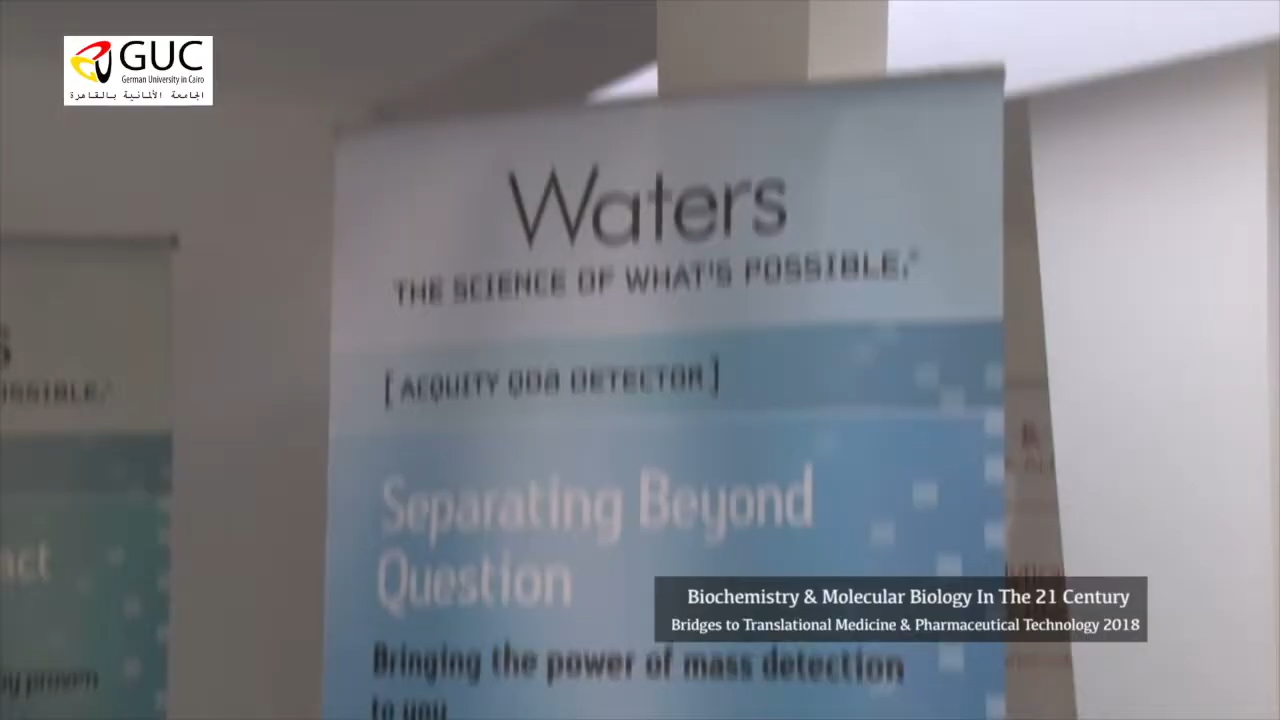 GUC
German University in Cairo
الجامعة الألمانية بالقاهرة
Waters
THE SCIENCE OF WHAT'S POSSIBLE.
[ ACQUITY QDa DETECTOR ]
Separating Beyond
Question
Bringing the power of mass detection
to you
Biochemistry & Molecular Biology In The 21 Century
Bridges to Translational Medicine & Pharmaceutical Technology 2018
proven